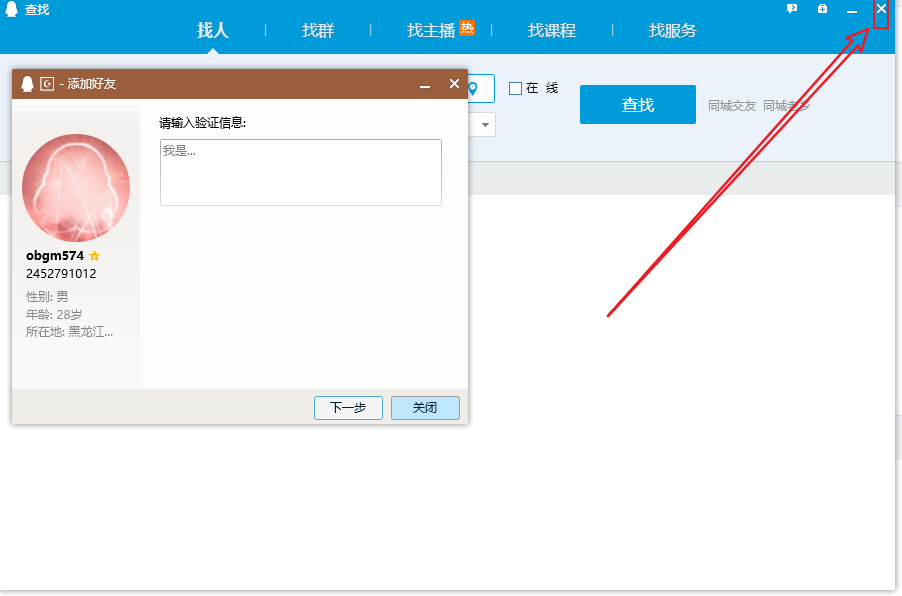 查找
找人
找群
找主播 热
找课程
找服务
- 添加好友
请输入验证信息:
我是...
obgm574
2452791012
性别: 男
年龄: 28岁
所在地: 黑龙江...
下一步
关闭
在 线
查找
同城交友 同城老乡